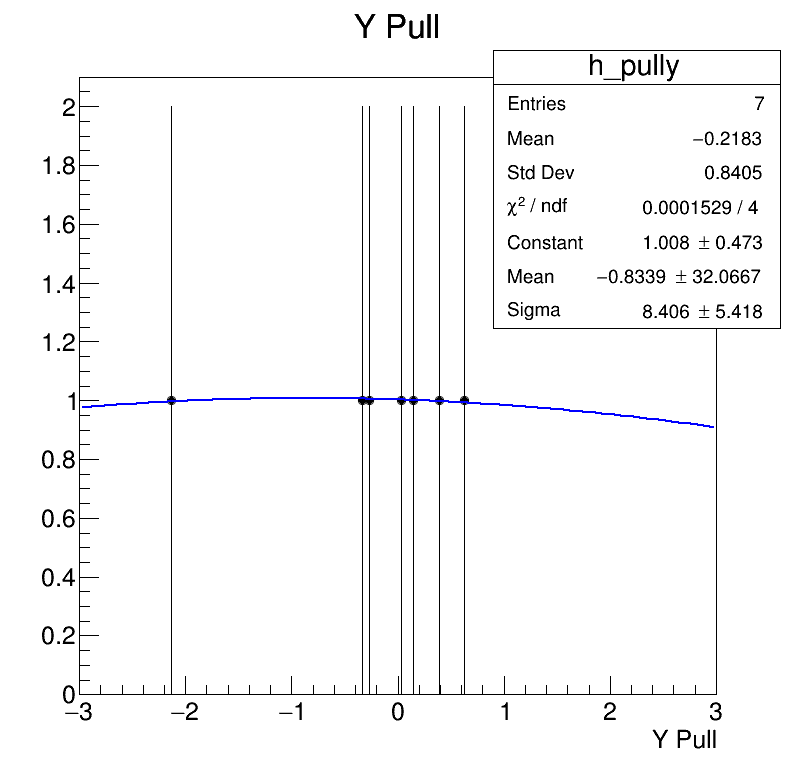 Y Pull
h_pully
Entries 7
Mean −0.2183
Std Dev 0.8405
χ² / ndf 0.0001529 / 4
Constant 1.008 ± 0.473
Mean −0.8339 ± 32.0667
Sigma 8.406 ± 5.418
2
1.8
1.6
1.4
1.2
1
0.8
0.6
0.4
0.2
0
−3 −2 −1 0 1 2 3
Y Pull